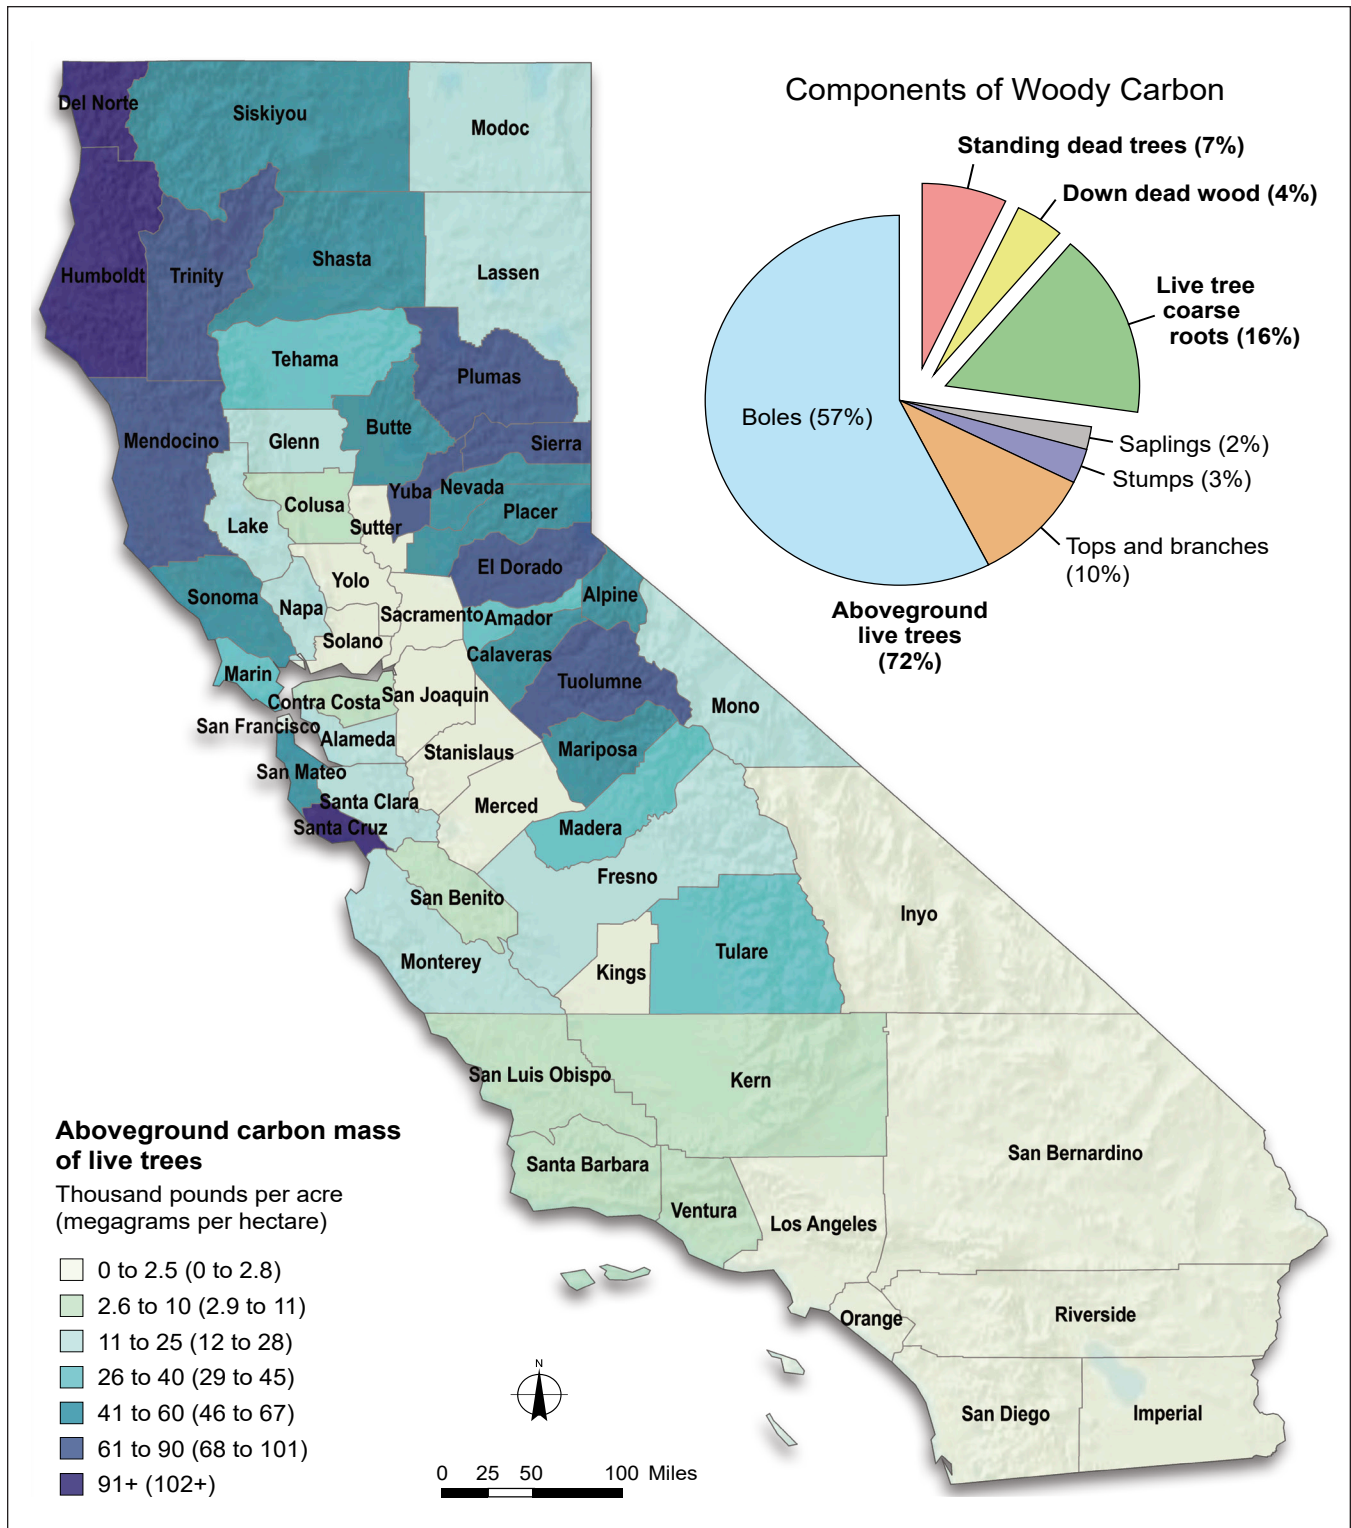 Components of Woody Carbon
Standing dead trees (7%)
Down dead wood (4%)
Live tree
coarse
roots (16%)
Saplings (2%)
Stumps (3%)
Tops and branches
(10%)
Boles (57%)
Aboveground
live trees
(72%)
Del Norte
Siskiyou
Modoc
Humboldt
Trinity
Shasta
Lassen
Tehama
Plumas
Mendocino
Glenn
Butte
Sierra
Colusa
Yuba
Nevada
Lake
Sutter
Placer
Yolo
El Dorado
Sonoma
Napa
Sacramento
Amador
Alpine
Solano
Calaveras
Marin
Contra Costa
San Joaquin
Tuolumne
Mono
San Francisco
Alameda
Stanislaus
Mariposa
San Mateo
Santa Clara
Merced
Santa Cruz
Madera
Fresno
San Benito
Inyo
Monterey
Kings
Tulare
San Luis Obispo
Kern
San Bernardino
Santa Barbara
Ventura
Los Angeles
Orange
Riverside
San Diego
Imperial
Aboveground carbon mass
of live trees
Thousand pounds per acre
(megagrams per hectare)
0 to 2.5 (0 to 2.8)
2.6 to 10 (2.9 to 11)
11 to 25 (12 to 28)
26 to 40 (29 to 45)
41 to 60 (46 to 67)
61 to 90 (68 to 101)
91+ (102+)
N
0 25 50 100 Miles